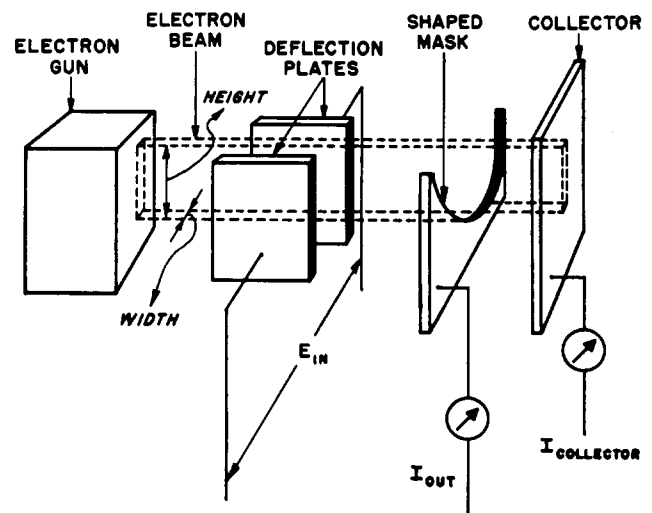 ELECTRON
GUN
ELECTRON
BEAM
HEIGHT
DEFLECTION
PLATES
SHAPED
MASK
COLLECTOR
WIDTH
E IN
I OUT
I COLLECTOR